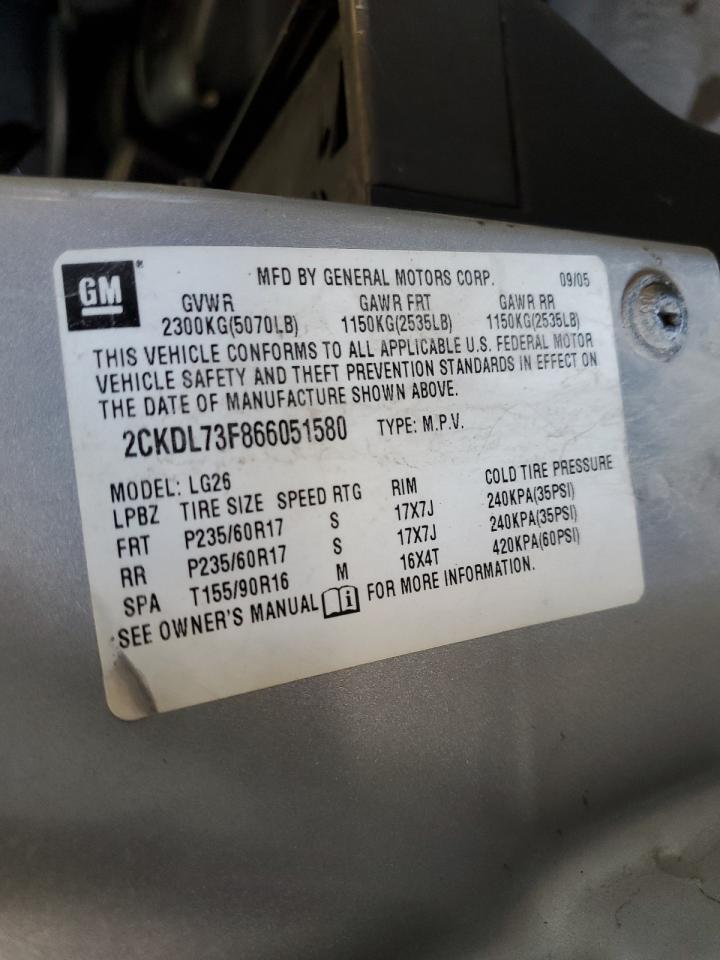 GM
MFD BY GENERAL MOTORS CORP. 09/05
GVWR GAWR FRT GAWR RR
2300KG(5070LB) 1150KG(2535LB) 1150KG(2535LB)
THIS VEHICLE CONFORMS TO ALL APPLICABLE U.S. FEDERAL MOTOR
VEHICLE SAFETY AND THEFT PREVENTION STANDARDS IN EFFECT ON
THE DATE OF MANUFACTURE SHOWN ABOVE.
2CKDL73F866051580 TYPE: M.P.V.
MODEL: LG26
LPBZ TIRE SIZE SPEED RTG RIM COLD TIRE PRESSURE
FRT P235/60R17 S 17X7J 240KPA(35PSI)
RR P235/60R17 S 17X7J 240KPA(35PSI)
SPA T155/90R16 M 16X4T 420KPA(60PSI)
SEE OWNER'S MANUAL i FOR MORE INFORMATION.